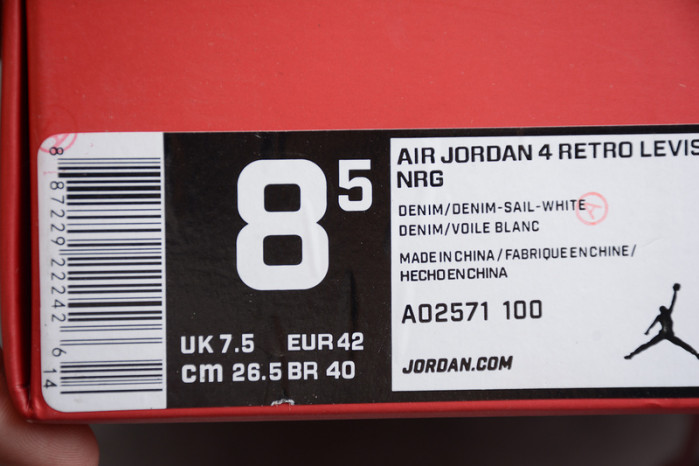 8 87229 22242 6 14
8 5
UK 7.5 EUR 42
cm 26.5 BR 40
AIR JORDAN 4 RETRO LEVIS
NRG
DENIM/DENIM-SAIL-WHITE
DENIM/VOILE BLANC
MADE IN CHINA / FABRIQUE EN CHINE /
HECHO EN CHINA
AO2571 100
JORDAN.COM